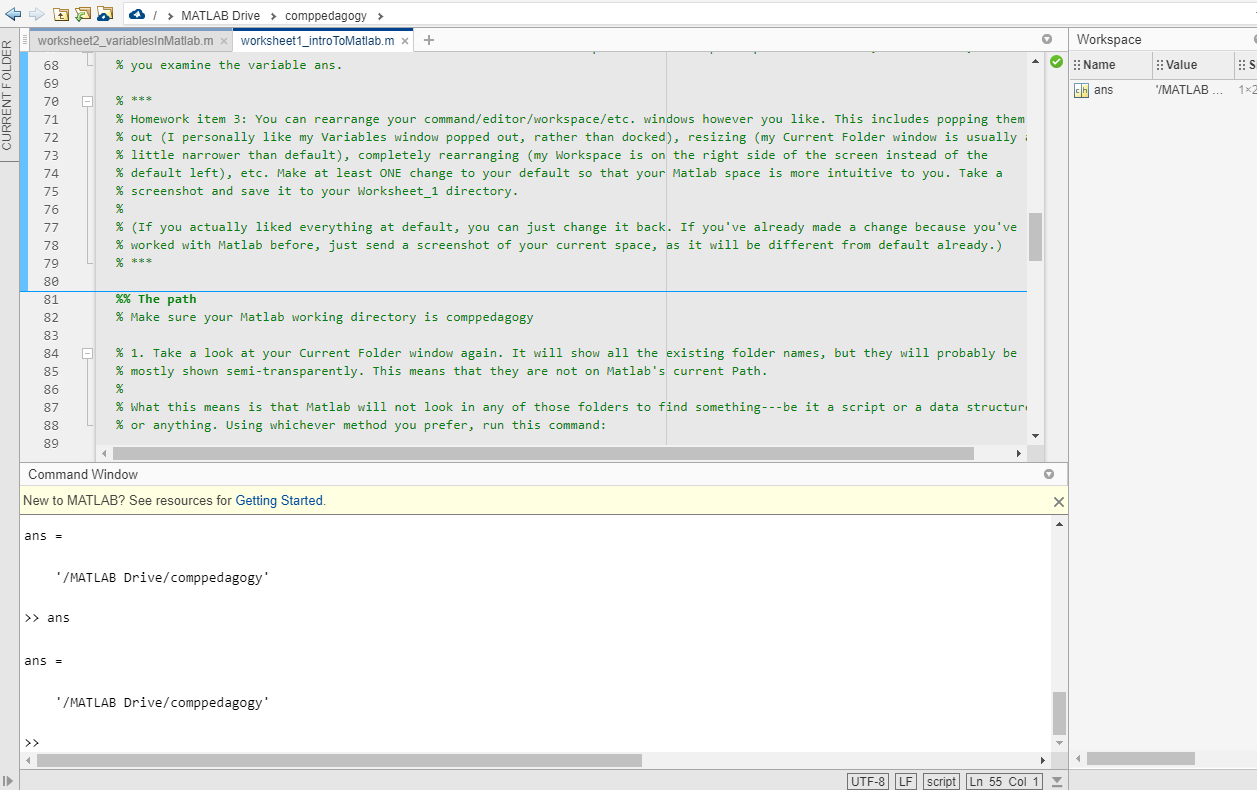 / › MATLAB Drive › comppedagogy ›
CURRENT FOLDER
worksheet2_variablesInMatlab.m × worksheet1_introToMatlab.m × +
68 % you examine the variable ans.
69
70 % ***
71 % Homework item 3: You can rearrange your command/editor/workspace/etc. windows however you like. This includes popping them
72 % out (I personally like my Variables window popped out, rather than docked), resizing (my Current Folder window is usually a
73 % little narrower than default), completely rearranging (my Workspace is on the right side of the screen instead of the
74 % default left), etc. Make at least ONE change to your default so that your Matlab space is more intuitive to you. Take a
75 % screenshot and save it to your Worksheet_1 directory.
76 %
77 % (If you actually liked everything at default, you can just change it back. If you've already made a change because you've
78 % worked with Matlab before, just send a screenshot of your current space, as it will be different from default already.)
79 % ***
80
81 %% The path
82 % Make sure your Matlab working directory is comppedagogy
83
84 % 1. Take a look at your Current Folder window again. It will show all the existing folder names, but they will probably be
85 % mostly shown semi-transparently. This means that they are not on Matlab's current Path.
86 %
87 % What this means is that Matlab will not look in any of those folders to find something---be it a script or a data structure
88 % or anything. Using whichever method you prefer, run this command:
89
Workspace
Name Value S
ch ans '/MATLAB ... 1×2
Command Window
New to MATLAB? See resources for Getting Started.
ans =
'/MATLAB Drive/comppedagogy'
>> ans
ans =
'/MATLAB Drive/comppedagogy'
>>
UTF-8 LF script Ln 55 Col 1